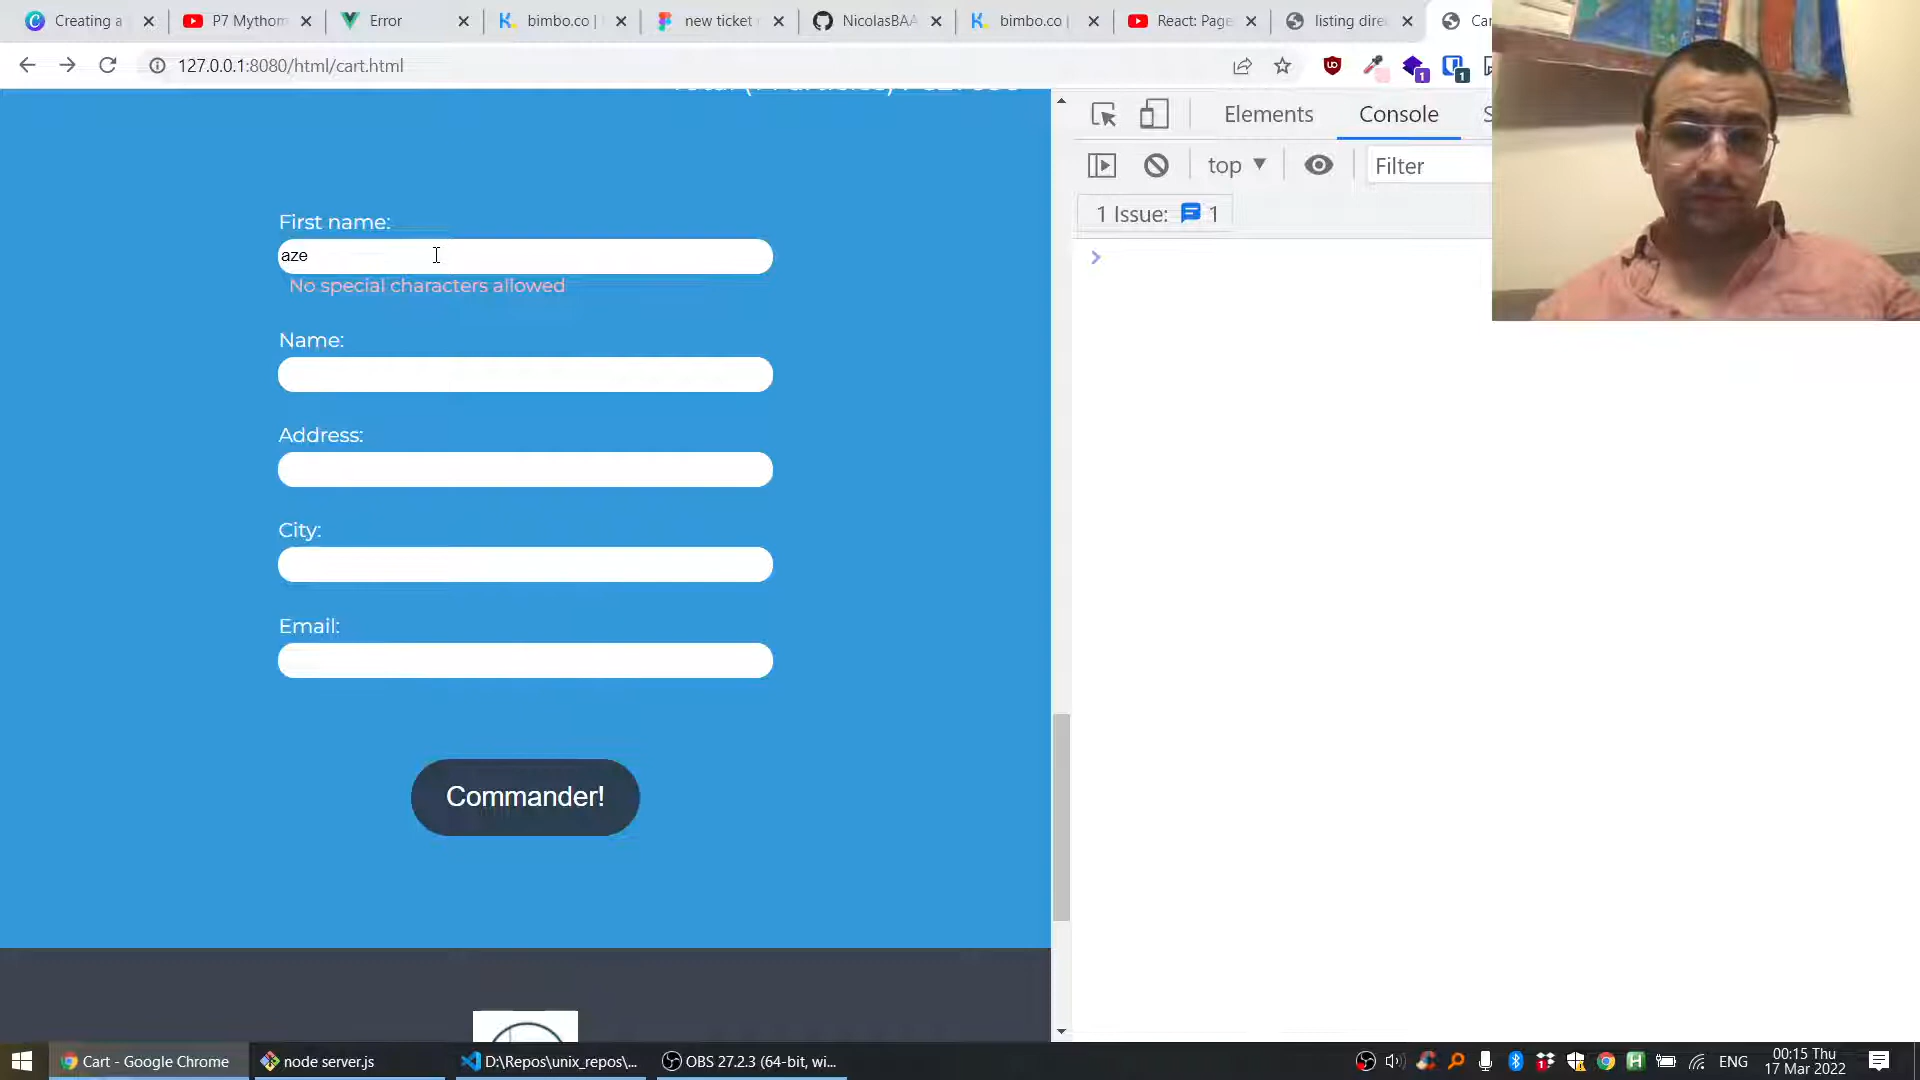 Creating a
P7 Mythom
Error
bimbo.co |
new ticket
NicolasBAA
bimbo.co |
React: Page
listing dire
Car
127.0.0.1:8080/html/cart.html
1
1
Elements
Console
top
Filter
1 Issue: 1
First name:
aze
No special characters allowed
Name:
Address:
City:
Email:
Commander!
Cart - Google Chrome
node server.js
D:\Repos\unix_repos\...
OBS 27.2.3 (64-bit, wi...
ENG
00:15 Thu
17 Mar 2022